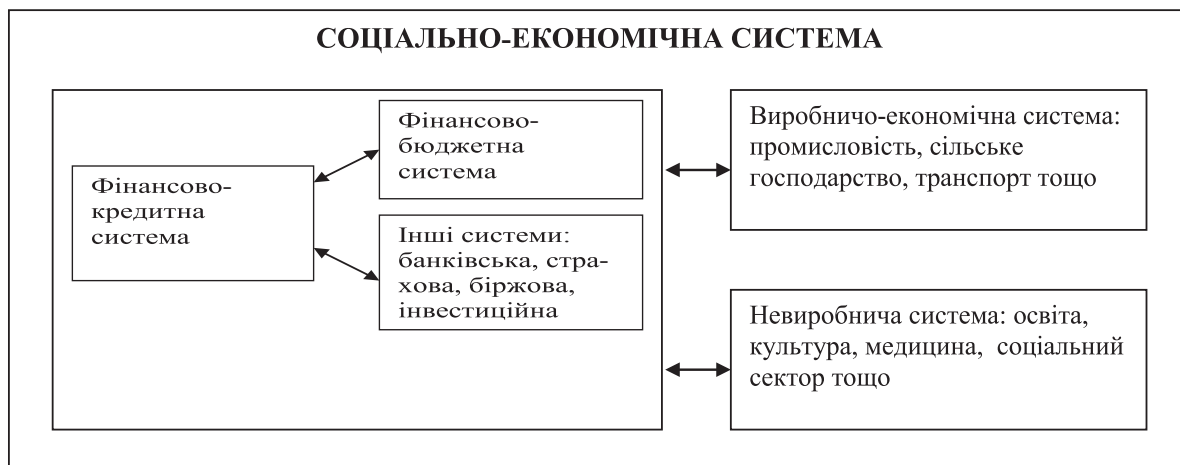 СОЦІАЛЬНО-ЕКОНОМІЧНА СИСТЕМА
Фінансово-
кредитна
система
Фінансово-
бюджетна
система
Інші системи:
банківська, стра-
хова, біржова,
інвестиційна
Виробничо-економічна система:
промисловість, сільське
господарство, транспорт тощо
Невиробнича система: освіта,
культура, медицина, соціальний
сектор тощо